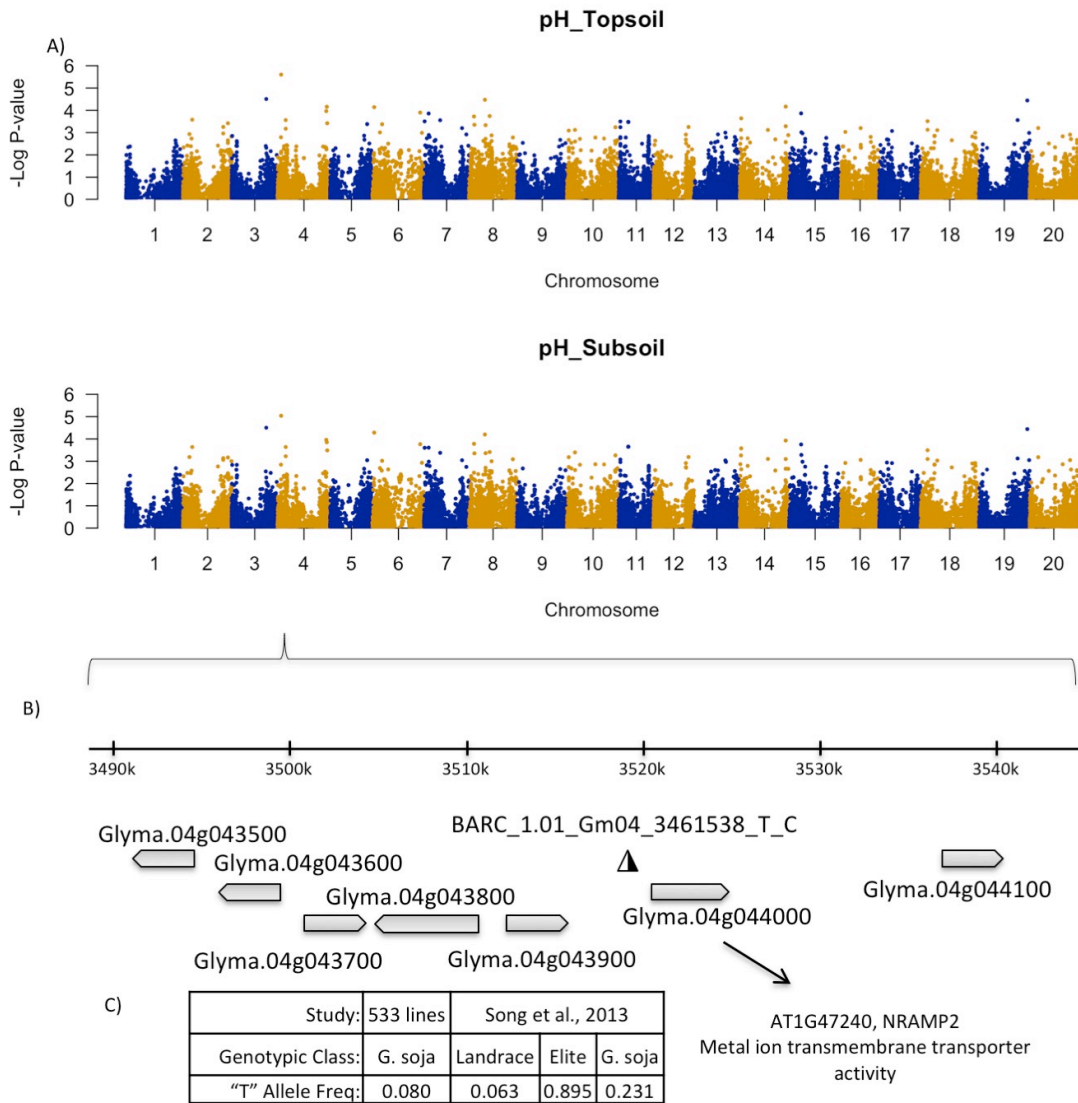 pH_Topsoil
A)
6
5
4
3
2
1
0
-Log P-value
1 2 3 4 5 6 7 8 9 10 11 12 13 14 15 16 17 18 19 20
Chromosome
pH_Subsoil
6
5
4
3
2
1
0
-Log P-value
1 2 3 4 5 6 7 8 9 10 11 12 13 14 15 16 17 18 19 20
Chromosome
B)
3490k 3500k 3510k 3520k 3530k 3540k
BARC_1.01_Gm04_3461538_T_C
Glyma.04g043500
Glyma.04g043600
Glyma.04g043800
Glyma.04g044000
Glyma.04g044100
Glyma.04g043700
Glyma.04g043900
C)
Study: 533 lines Song et al., 2013
Genotypic Class: G. soja Landrace Elite G. soja
“T” Allele Freq: 0.080 0.063 0.895 0.231
AT1G47240, NRAMP2
Metal ion transmembrane transporter
activity